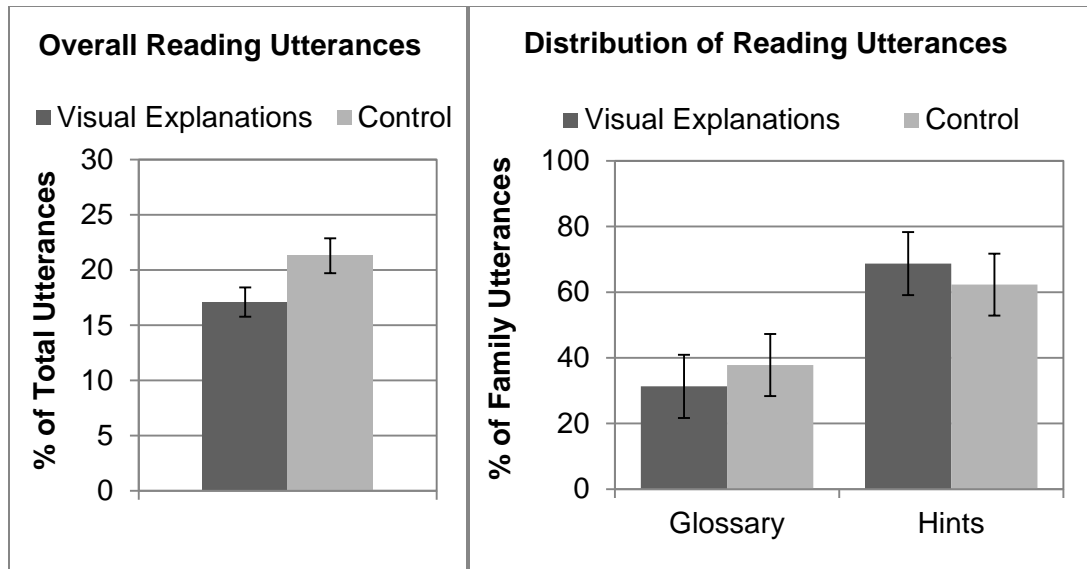 Overall Reading Utterances
Visual Explanations Control
% of Total Utterances
30
25
20
15
10
5
0
Distribution of Reading Utterances
Visual Explanations Control
% of Family Utterances
100
80
60
40
20
0
Glossary Hints